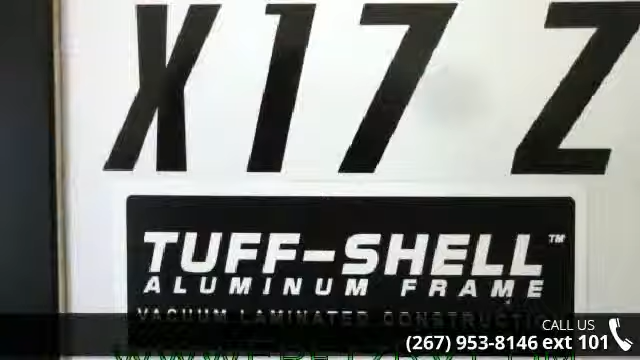 X17 Z
TUFF-SHELL™
ALUMINUM FRAME
VACUUM LAMINATED CONSTRUCTION
CALL US
(267) 953-8146 ext 101